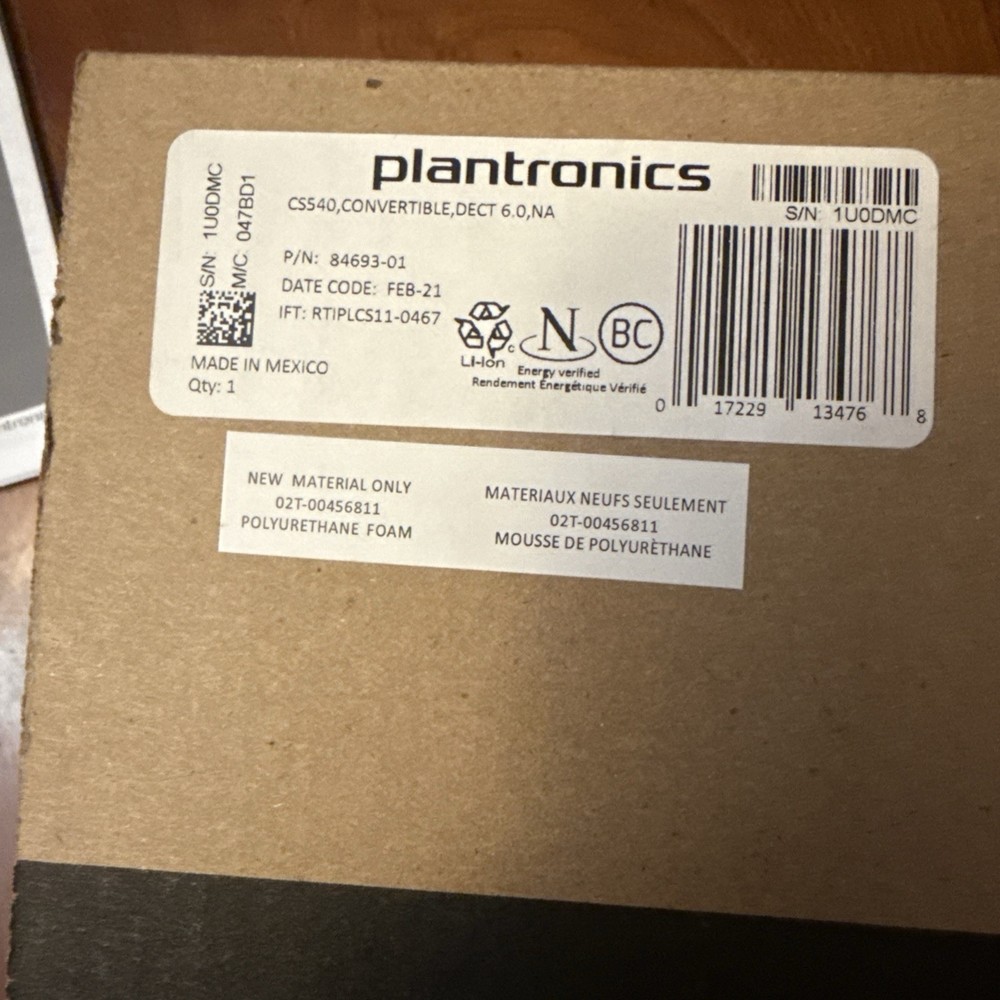 plantronics
CS540,CONVERTIBLE,DECT 6.0,NA
S/N: 1U0DMC
S/N: 1U0DMC
M/C 047BD1
P/N: 84693-01
DATE CODE: FEB-21
IFT: RTIPLCS11-0467
MADE IN MEXICO
Qty: 1
Li-Ion
c
N
Energy verified
Rendement Énergétique Vérifié
BC
0 17229 13476 8
NEW MATERIAL ONLY
02T-00456811
POLYURETHANE FOAM
MATERIAUX NEUFS SEULEMENT
02T-00456811
MOUSSE DE POLYURÈTHANE